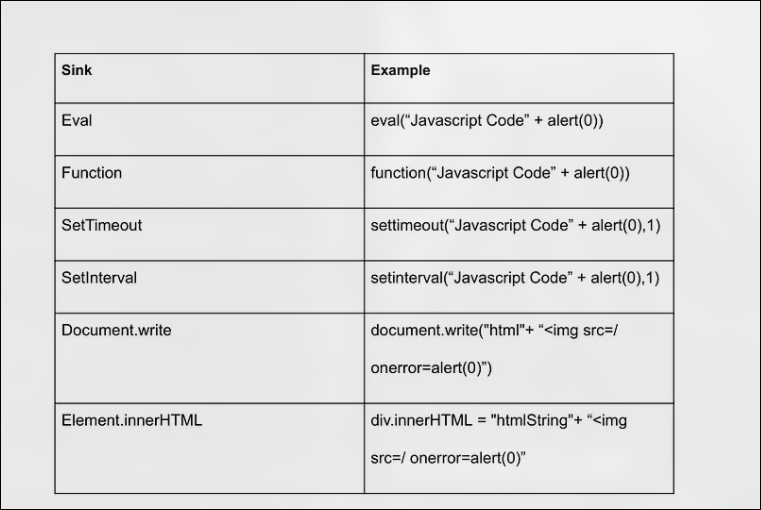 Sink Example
Eval eval(“Javascript Code” + alert(0))
Function function(“Javascript Code” + alert(0))
SetTimeout settimeout(“Javascript Code” + alert(0),1)
SetInterval setinterval(“Javascript Code” + alert(0),1)
Document.write document.write("html"+ “<img src=/
onerror=alert(0)”)
Element.innerHTML div.innerHTML = "htmlString"+ “<img
src=/ onerror=alert(0)”